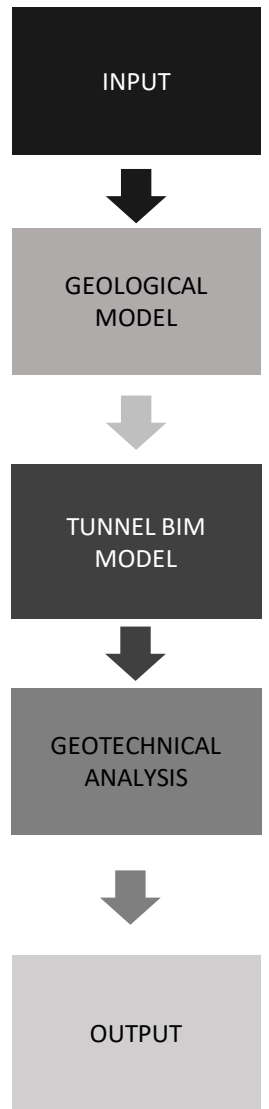 INPUT
GEOLOGICAL
MODEL
TUNNEL BIM
MODEL
GEOTECHNICAL
ANALYSIS
OUTPUT